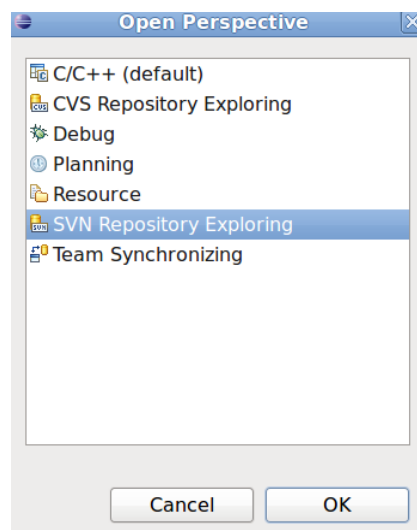 Open Perspective
C/C++ (default)
CVS Repository Exploring
Debug
Planning
Resource
SVN Repository Exploring
Team Synchronizing
Cancel OK